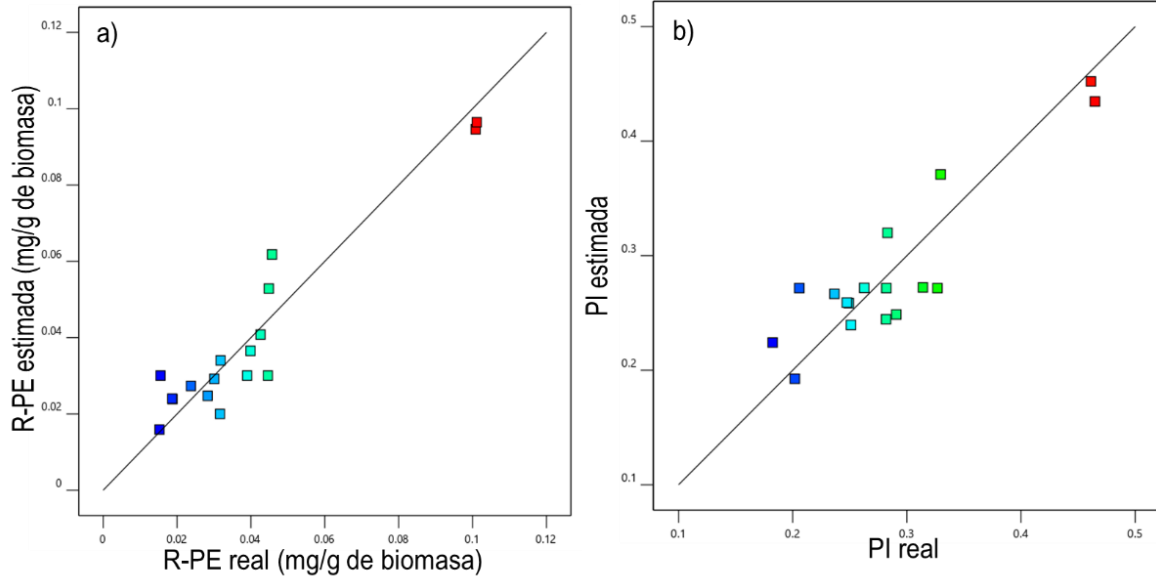 a)
R-PE estimada (mg/g de biomasa)
0.12
0.1
0.08
0.06
0.04
0.02
0
0 0.02 0.04 0.06 0.08 0.1 0.12
R-PE real (mg/g de biomasa)
b)
PI estimada
0.5
0.4
0.3
0.2
0.1
0.1 0.2 0.3 0.4 0.5
PI real